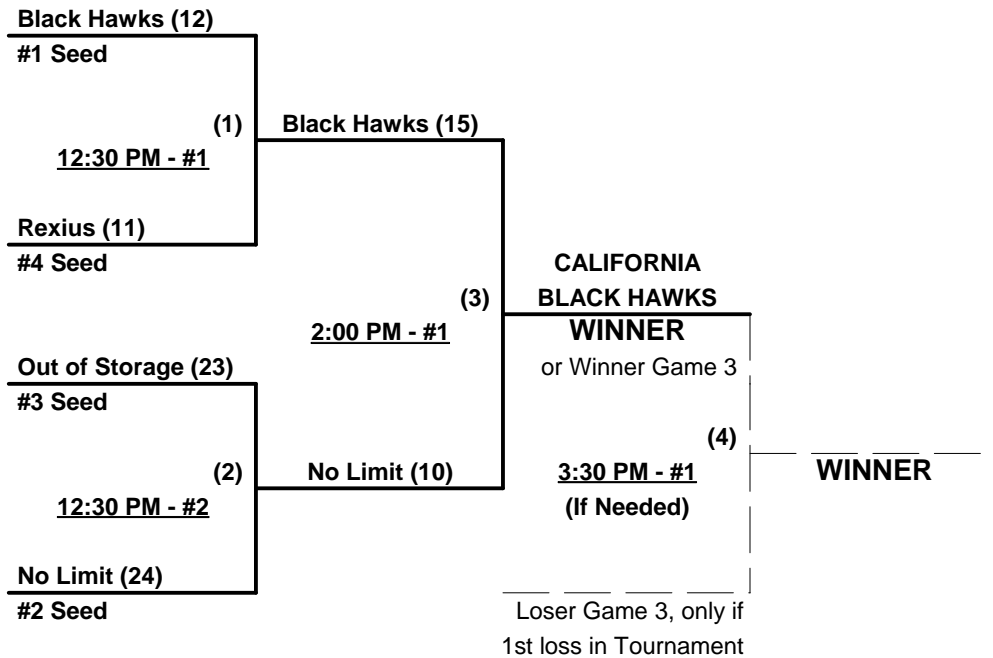 Black Hawks (12)
#1 Seed
(1)
Black Hawks (15)
12:30 PM - #1
Rexius (11)
#4 Seed
CALIFORNIA
BLACK HAWKS
(3)
WINNER
2:00 PM - #1
or Winner Game 3
Out of Storage (23)
#3 Seed
(4)
(2)
No Limit (10)
3:30 PM - #1
WINNER
12:30 PM - #2
(If Needed)
No Limit (24)
#2 Seed
Loser Game 3, only if
1st loss in Tournament